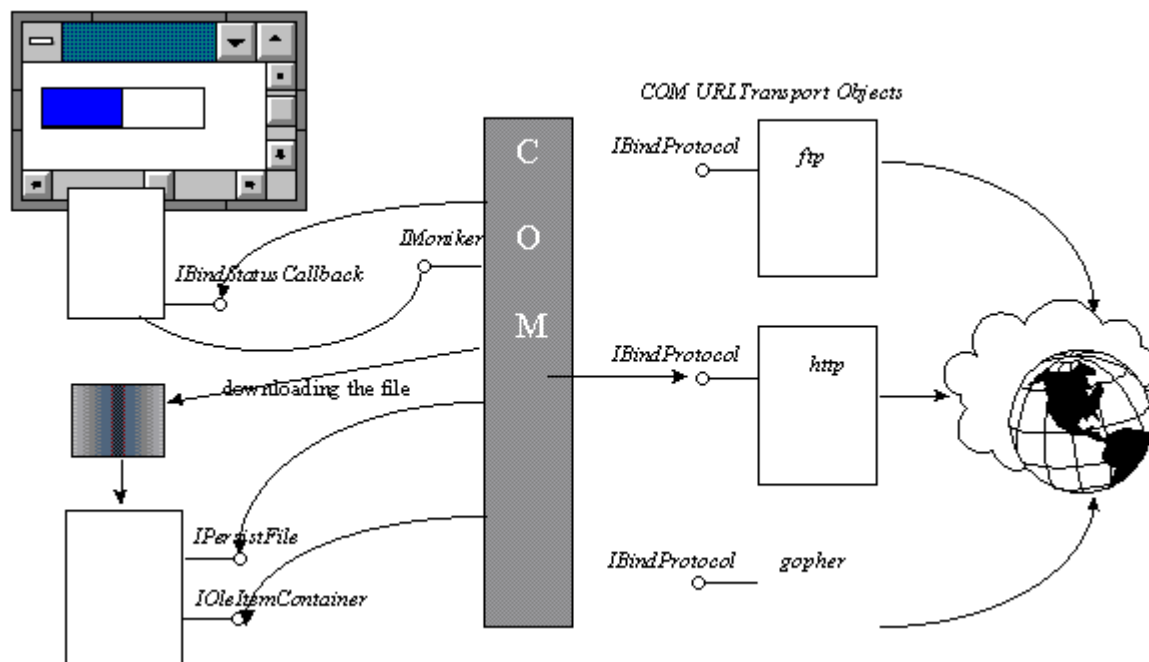 COM URLTransport Objects
IBindProtocol
ftp
C
O
M
IMoniker
IBindStatusCallback
IBindProtocol
http
downloading the file
IPersistFile
IBindProtocol
gopher
IOleItemContainer